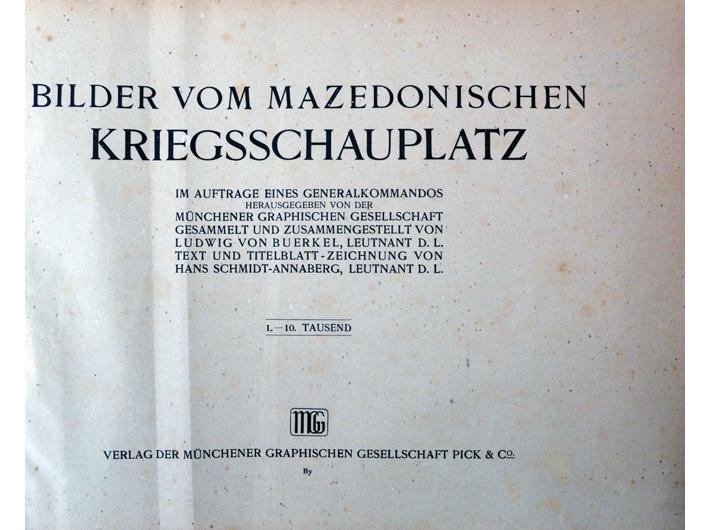 BILDER VOM MAZEDONISCHEN
KRIEGSSCHAUPLATZ
IM AUFTRAGE EINES GENERALKOMMANDOS
HERAUSGEGEBEN VON DER
MÜNCHENER GRAPHISCHEN GESELLSCHAFT
GESAMMELT UND ZUSAMMENGESTELLT VON
LUDWIG VON BUERKEL, LEUTNANT D. L.
TEXT UND TITELBLATT-ZEICHNUNG VON
HANS SCHMIDT-ANNABERG, LEUTNANT D. L.
1.—10. TAUSEND
MGG
VERLAG DER MÜNCHENER GRAPHISCHEN GESELLSCHAFT PICK & Co.
By